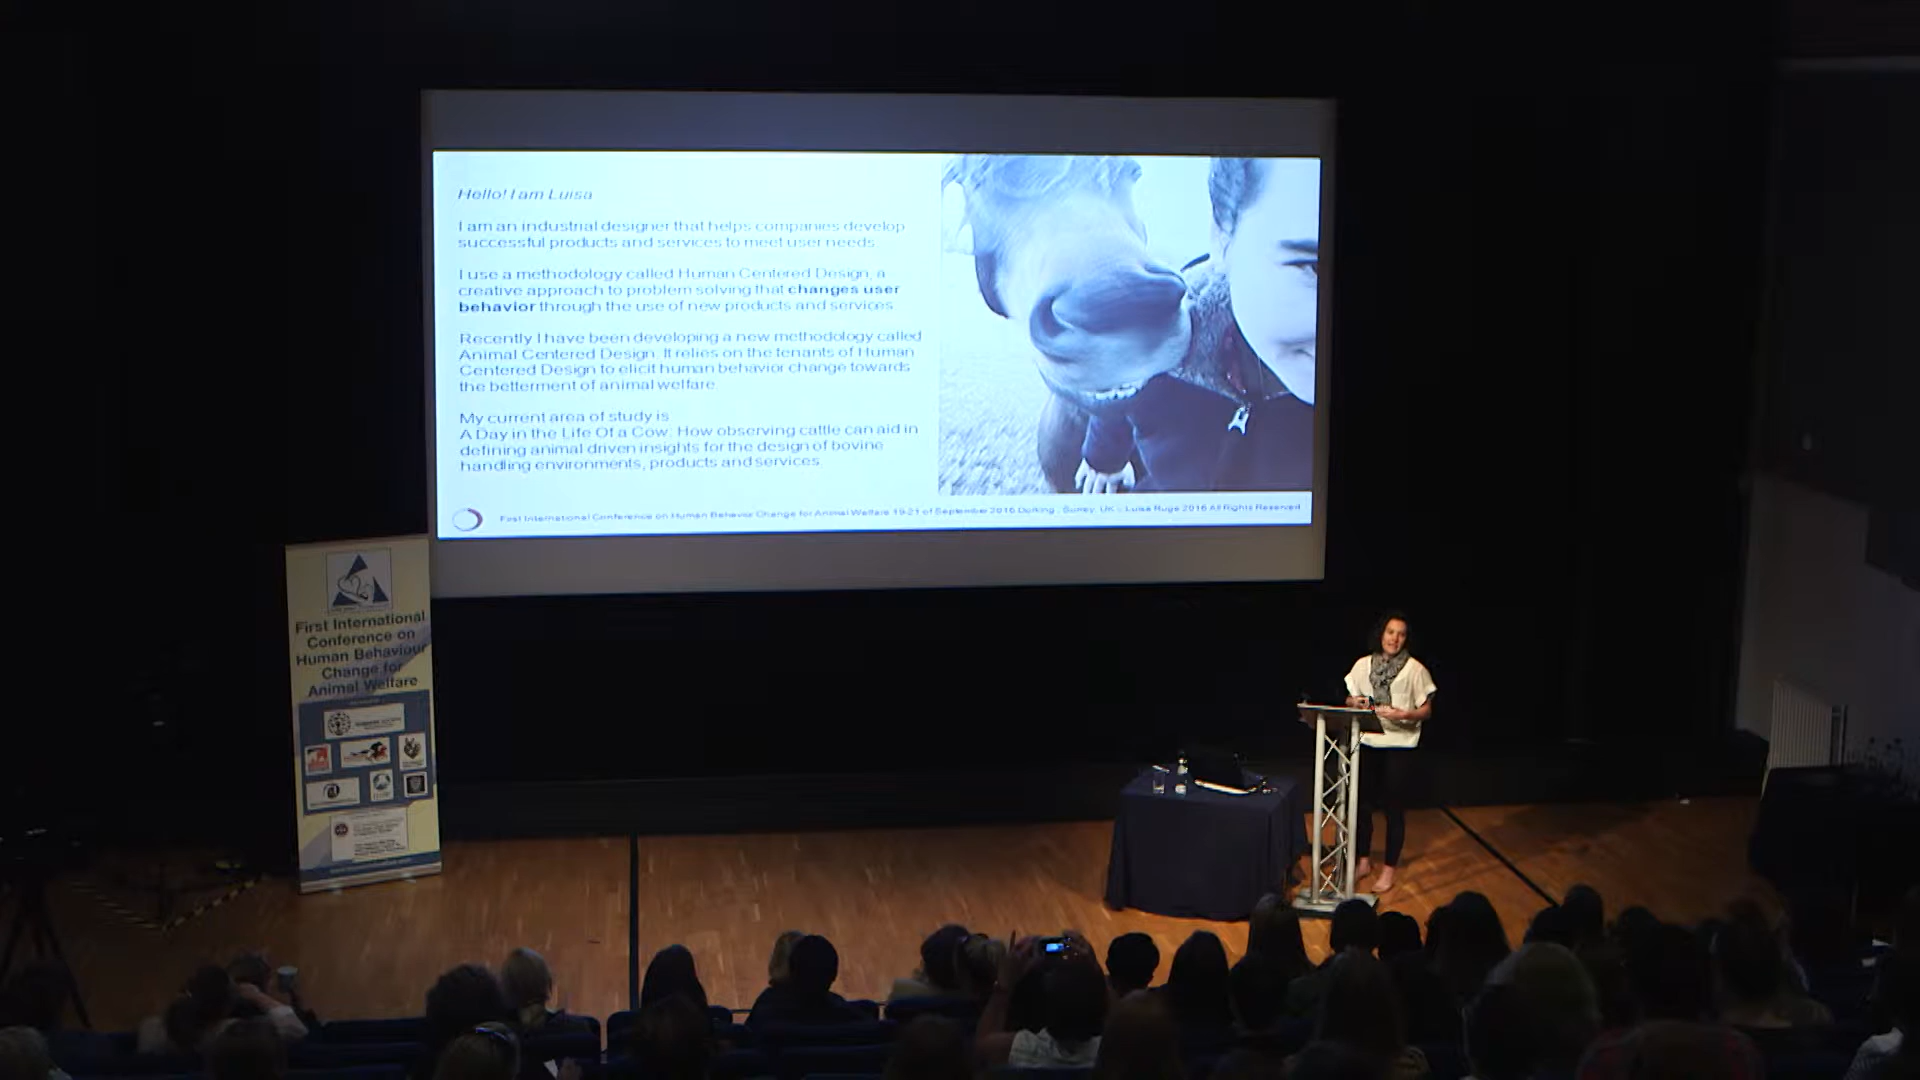 Hello! I am Luisa
I am an industrial designer that helps companies develop
successful products and services to meet user needs.
I use a methodology called Human Centered Design, a
creative approach to problem solving that changes user
behavior through the use of new products and services.
Recently I have been developing a new methodology called
Animal Centered Design. It relies on the tenants of Human
Centered Design to elicit human behavior change towards
the betterment of animal welfare.
My current area of study is
A Day in the Life Of a Cow: How observing cattle can aid in
defining animal driven insights for the design of bovine
handling environments, products and services.
First International Conference on Human Behavior Change for Animal Welfare 19-21 of September 2016 Dorking, Surrey, UK – Luisa Ruge 2016 All Rights Reserved
First International
Conference on
Human Behaviour
Change for
Animal Welfare